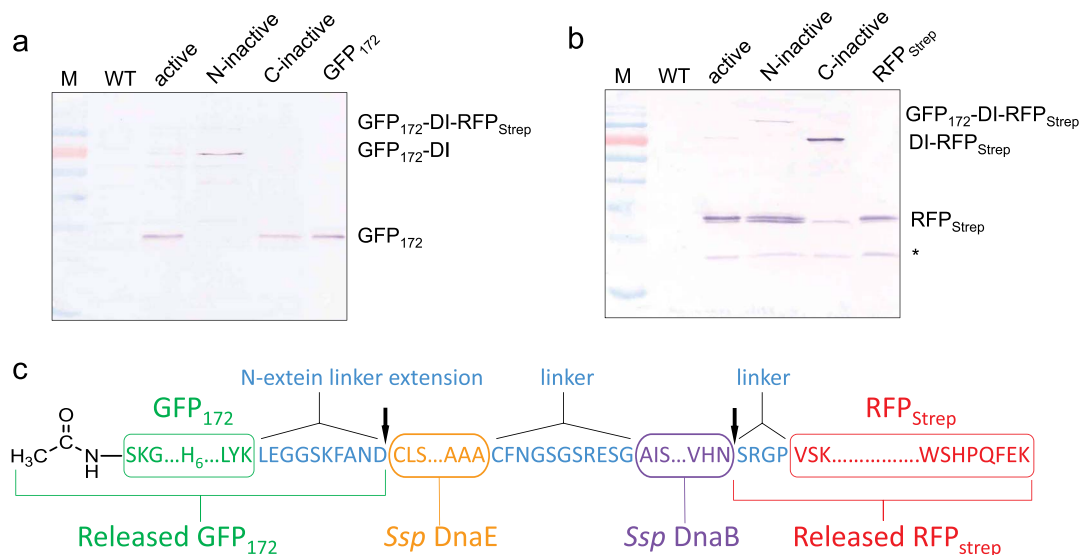 a
M WT active N-inactive C-inactive GFP172
GFP172-DI-RFPStrep
GFP172-DI
GFP172
b
M WT active N-inactive C-inactive RFPStrep
GFP172-DI-RFPStrep
DI-RFPStrep
RFPStrep
*
c
N-extein linker extension linker linker
GFP172 RFPStrep
O
H3C N H SKG...H6...LYK LEGGSKFAND CLS...AAA CFNGSGSRESG AIS...VHN SRGP VSK................WSHPQFEK
Released GFP172 Ssp DnaE Ssp DnaB Released RFPstrep